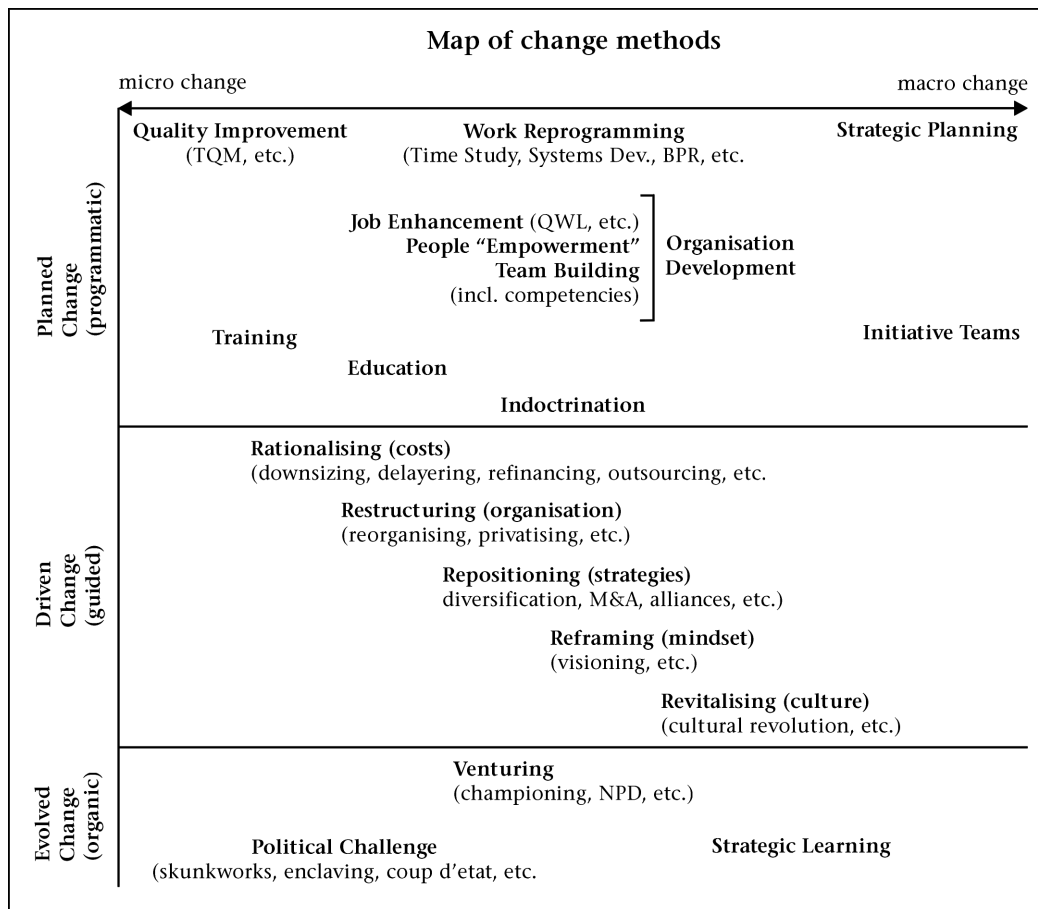 Map of change methods
micro change
macro change
Quality Improvement
(TQM, etc.)
Work Reprogramming
(Time Study, Systems Dev., BPR, etc.
Strategic Planning
Planned
Change
(programmatic)
Job Enhancement (QWL, etc.)
People “Empowerment”
Team Building
(incl. competencies)
Organisation
Development
Training
Initiative Teams
Education
Indoctrination
Driven
Change
(guided)
Rationalising (costs)
(downsizing, delayering, refinancing, outsourcing, etc.
Restructuring (organisation)
(reorganising, privatising, etc.)
Repositioning (strategies)
diversification, M&A, alliances, etc.)
Reframing (mindset)
(visioning, etc.)
Revitalising (culture)
(cultural revolution, etc.)
Evolved
Change
(organic)
Venturing
(championing, NPD, etc.)
Political Challenge
(skunkworks, enclaving, coup d’etat, etc.
Strategic Learning